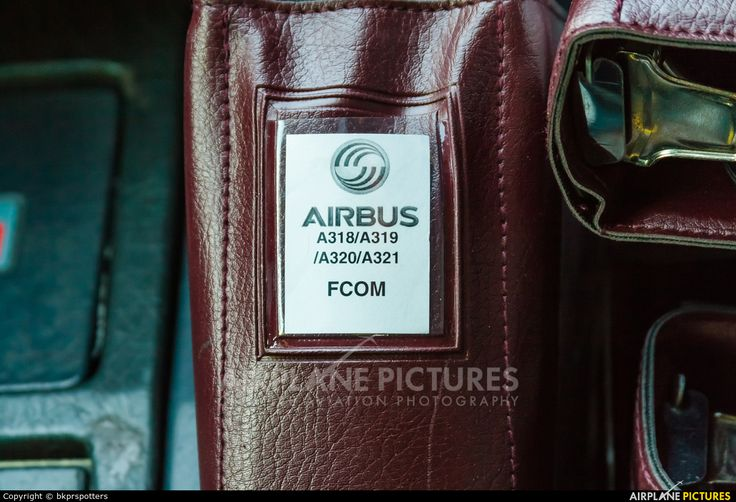 AIRBUS
A318/A319
/A320/A321
FCOM
AIRPLANE PICTURES
AVIATION PHOTOGRAPHY
Copyright © bkprspotters
AIRPLANE PICTURES